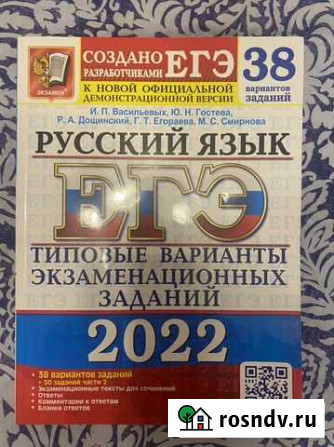 СОЗДАНО
РАЗРАБОТЧИКАМИ ЕГЭ
К НОВОЙ ОФИЦИАЛЬНОЙ
ДЕМОНСТРАЦИОННОЙ ВЕРСИИ
38
вариантов
заданий
ЭКЗАМЕН
И. П. Васильевых, Ю. Н. Гостева,
Р. А. Дощинский, Г. Т. Егораева, М. С. Смирнова
РУССКИЙ ЯЗЫК
ЕГЭ
ТИПОВЫЕ ВАРИАНТЫ
ЭКЗАМЕНАЦИОННЫХ
ЗАДАНИЙ
2022
• 38 вариантов заданий
• 50 заданий части 2
• Экзаменационные тексты для сочинений
• Ответы
• Комментарии к ответам
• Бланки ответов
rosndv.ru